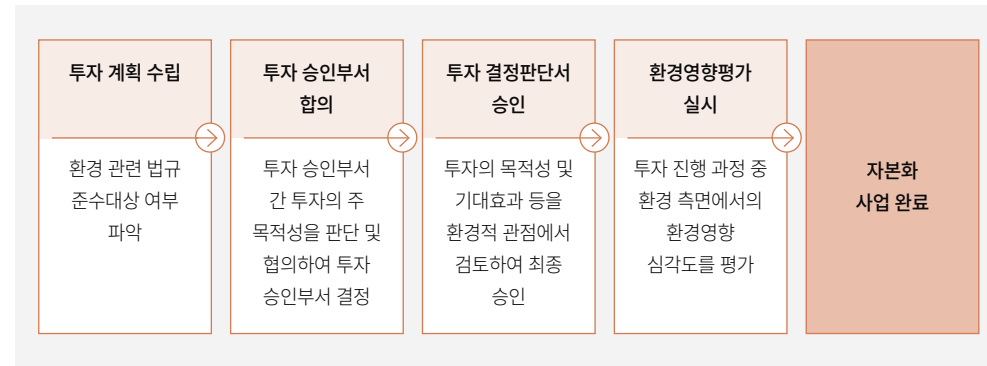 투자 계획 수립
환경 관련 법규
준수대상 여부
파악
투자 승인부서
합의
투자 승인부서
간 투자의 주
목적성을 판단 및
협의하여 투자
승인부서 결정
투자 결정판단서
승인
투자의 목적성 및
기대효과 등을
환경적 관점에서
검토하여 최종
승인
환경영향평가
실시
투자 진행 과정 중
환경 측면에서의
환경영향
심각도를 평가
자본화
사업 완료